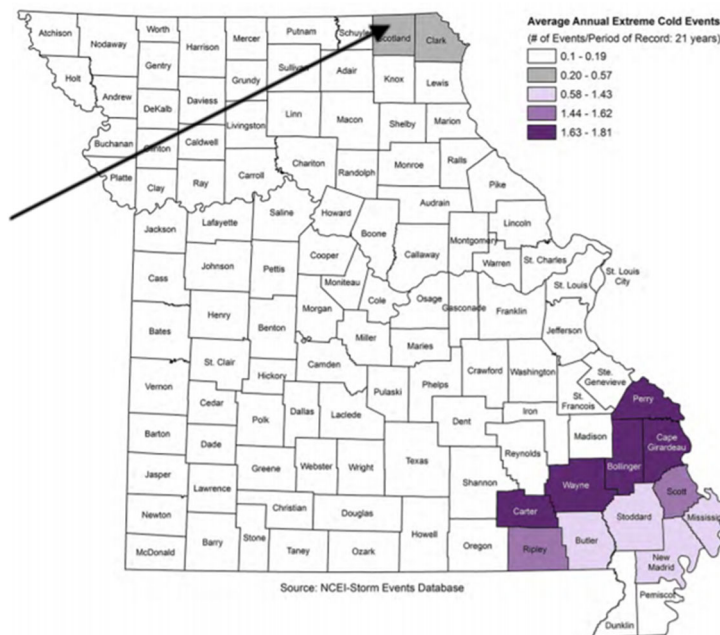 Average Annual Extreme Cold Events
(# of Events/Period of Record: 21 years)
0.1 - 0.19
0.20 - 0.57
0.58 - 1.43
1.44 - 1.62
1.63 - 1.81
Atchison
Nodaway
Worth
Harrison
Mercer
Putnam
Schuyle
Scotland
Clark
Holt
Gentry
Grundy
Sullivan
Adair
Knox
Lewis
Andrew
DeKalb
Daviess
Livingston
Linn
Macon
Shelby
Marion
Buchanan
Clinton
Caldwell
Chariton
Randolph
Monroe
Ralls
Platte
Clay
Ray
Carroll
Pike
Jackson
Lafayette
Saline
Howard
Boone
Audrain
Callaway
Montgomery
Lincoln
Warren
St. Charles
St. Louis
St. Louis
City
Cass
Johnson
Pettis
Cooper
Moniteau
Cole
Osage
Gasconade
Franklin
Jefferson
Bates
Henry
Benton
Morgan
Miller
Maries
Crawford
Washington
Ste.
Genevieve
St.
Francois
Perry
Vernon
St. Clair
Hickory
Camden
Pulaski
Phelps
Dent
Iron
Madison
Cape
Girardeau
Bollinger
Barton
Cedar
Polk
Dallas
Laclede
Texas
Reynolds
Wayne
Scott
Jasper
Dade
Greene
Webster
Wright
Shannon
Carter
Stoddard
Mississip
Newton
Lawrence
Christian
Douglas
Howell
Oregon
Ripley
Butler
New
Madrid
McDonald
Barry
Stone
Taney
Ozark
Pemiscot
Dunklin
Source: NCEI-Storm Events Database